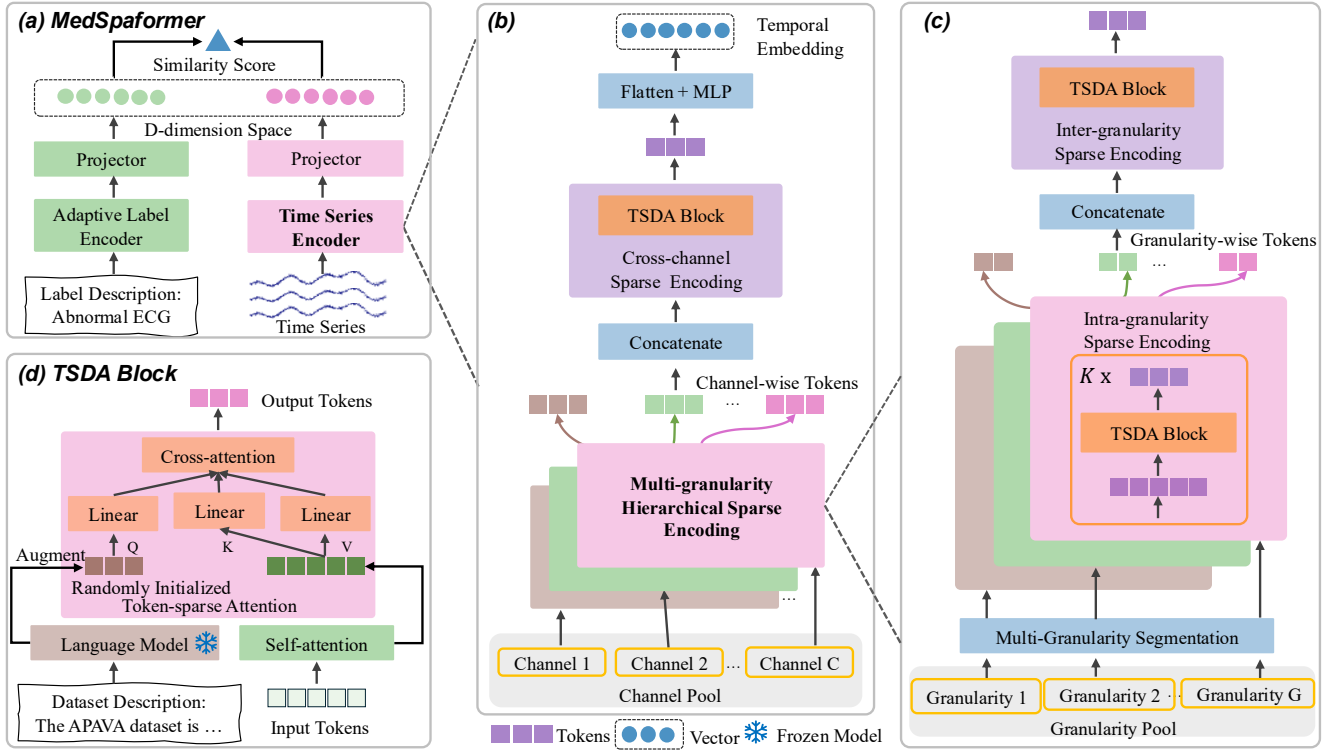 (a) MedSpaformer
Similarity Score
D-dimension Space
Projector
Projector
Adaptive Label
Encoder
Time Series
Encoder
Label Description:
Abnormal ECG
Time Series
(d) TSDA Block
Output Tokens
Cross-attention
Linear
Linear
Linear
Q
K
V
Augment
Randomly Initialized
Token-sparse Attention
Language Model
Self-attention
Dataset Description:
The APAVA dataset is …
Input Tokens
(b)
Temporal
Embedding
Flatten + MLP
TSDA Block
Cross-channel
Sparse Encoding
Concatenate
Channel-wise Tokens
...
Multi-granularity
Hierarchical Sparse
Encoding
...
Channel 1
Channel 2
...
Channel C
Channel Pool
Tokens
Vector
Frozen Model
(c)
TSDA Block
Inter-granularity
Sparse Encoding
Concatenate
Granularity-wise Tokens
...
Intra-granularity
Sparse Encoding
K x
TSDA Block
Multi-Granularity Segmentation
Granularity 1
Granularity 2
...
Granularity G
Granularity Pool